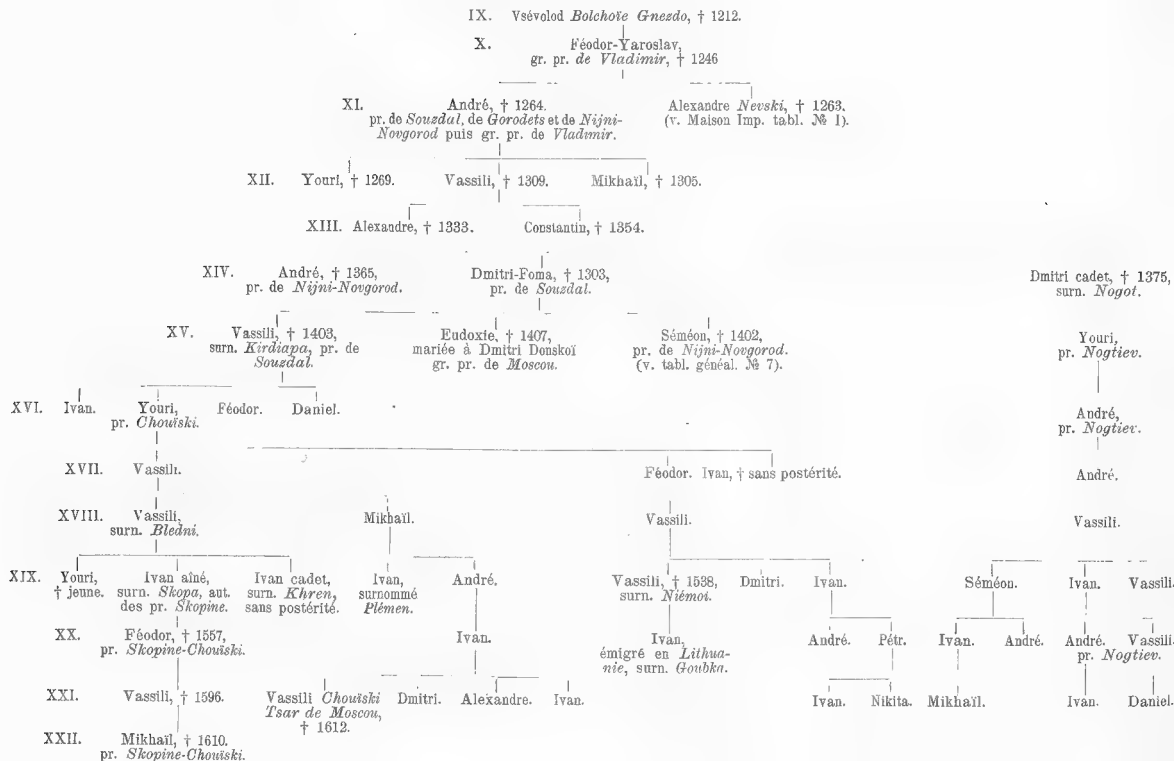 IX. Vsévolod Bolchoïe Gnezdo, † 1212.
X. Féodor-Yaroslav,
gr. pr. de Vladimir, † 1246
XI. André, † 1264. Alexandre Nevski, † 1263.
pr. de Souzdal, de Gorodets et de Nijni- (v. Maison Imp. tabl. № 1).
Novgorod puis gr. pr. de Vladimir.
XII. Youri, † 1269. Vassili, † 1309. Mikhaïl, † 1305.
XIII. Alexandre, † 1333. Constantin, † 1354.
XIV. André, † 1365, Dmitri-Foma, † 1303, Dmitri cadet, † 1375,
pr. de Nijni-Novgorod. pr. de Souzdal. surn. Nogot.
XV. Vassili, † 1403, Eudoxie, † 1407, Séméon, † 1402, Youri,
surn. Kirdiapa, pr. de mariée à Dmitri Donskoï pr. de Nijni-Novgorod. pr. Nogtiev.
Souzdal. gr. pr. de Moscou. (v. tabl. généal. № 7).
XVI. Ivan. Youri, Féodor. Daniel. André,
pr. Chouïski. pr. Nogtiev.
XVII. Vassili. Féodor. Ivan, † sans postérité. André.
XVIII. Vassili, Mikhaïl. Vassili. Vassili.
surn. Bledni.
XIX. Youri, Ivan aîné, Ivan cadet, Ivan, André. Vassili, † 1538, Dmitri. Ivan. Séméon. Ivan. Vassili.
† jeune. surn. Skopa, aut. surn. Khren, surnommé surn. Niémoi.
des pr. Skopine. sans postérité. Plémen.
XX. Féodor, † 1557, Ivan. Ivan, André. Pétr. Ivan. André. André. Vassili.
pr. Skopine-Chouïski. émigré en Lithua- pr. Nogtiev.
nie, surn. Goubka.
XXI. Vassili, † 1596. Vassili Chouïski Dmitri. Alexandre. Ivan. Ivan. Nikita. Mikhaïl. Ivan. Daniel.
Tsar de Moscou,
† 1612.
XXII. Mikhaïl, † 1610.
pr. Skopine-Chouïski.